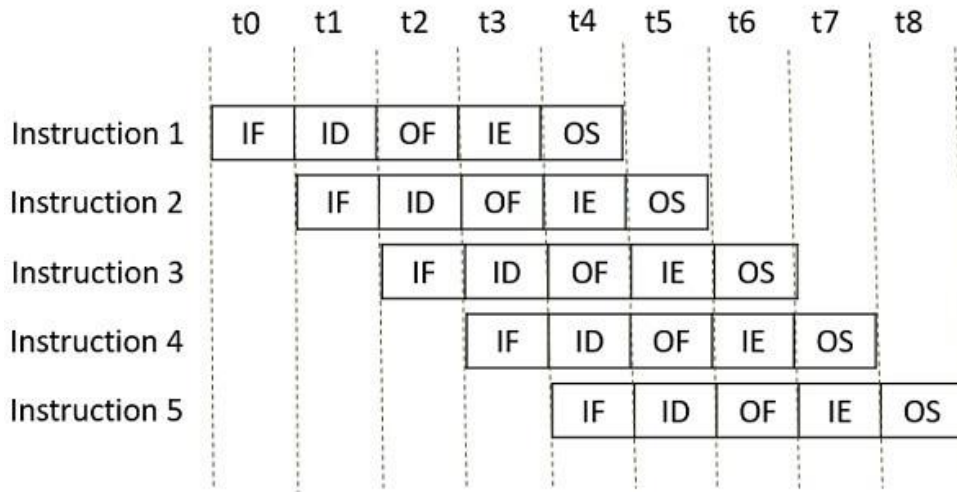 t0 t1 t2 t3 t4 t5 t6 t7 t8
Instruction 1 IF ID OF IE OS
Instruction 2 IF ID OF IE OS
Instruction 3 IF ID OF IE OS
Instruction 4 IF ID OF IE OS
Instruction 5 IF ID OF IE OS